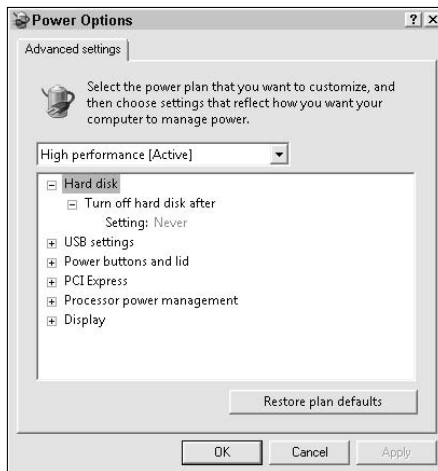 Power Options
Advanced settings
Select the power plan that you want to customize, and
then choose settings that reflect how you want your
computer to manage power.
High performance [Active]
Hard disk
Turn off hard disk after
Setting: Never
USB settings
Power buttons and lid
PCI Express
Processor power management
Display
Restore plan defaults
OK Cancel Apply